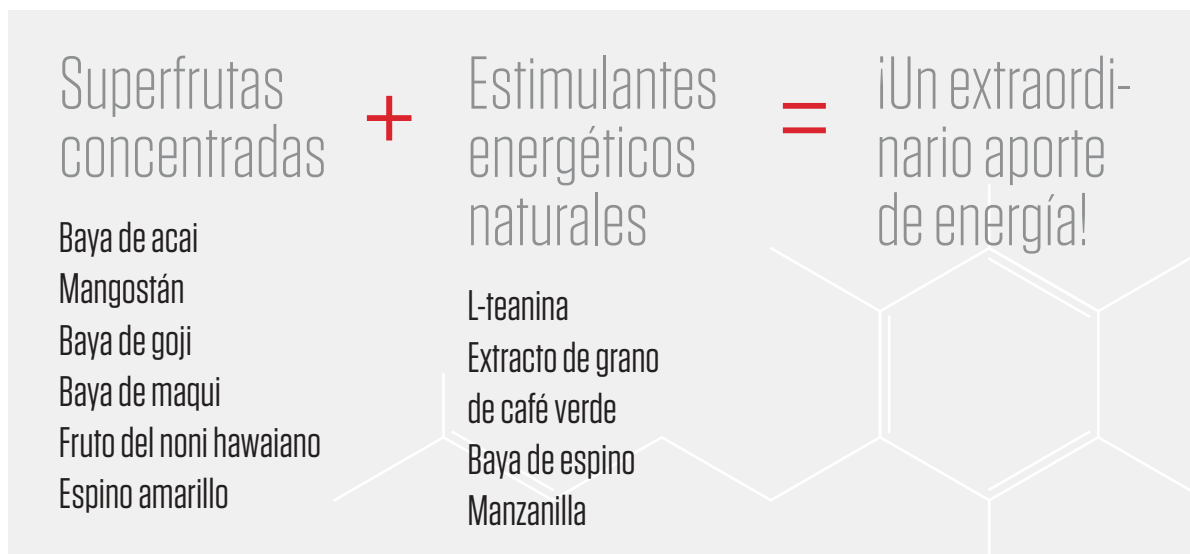 Superfrutas
concentradas
Baya de acai
Mangostán
Baya de goji
Baya de maqui
Fruto del noni hawaiano
Espino amarillo
+
Estimulantes
energéticos
naturales
L-teanina
Extracto de grano
de café verde
Baya de espino
Manzanilla
=
¡Un extraordi-
nario aporte
de energía!